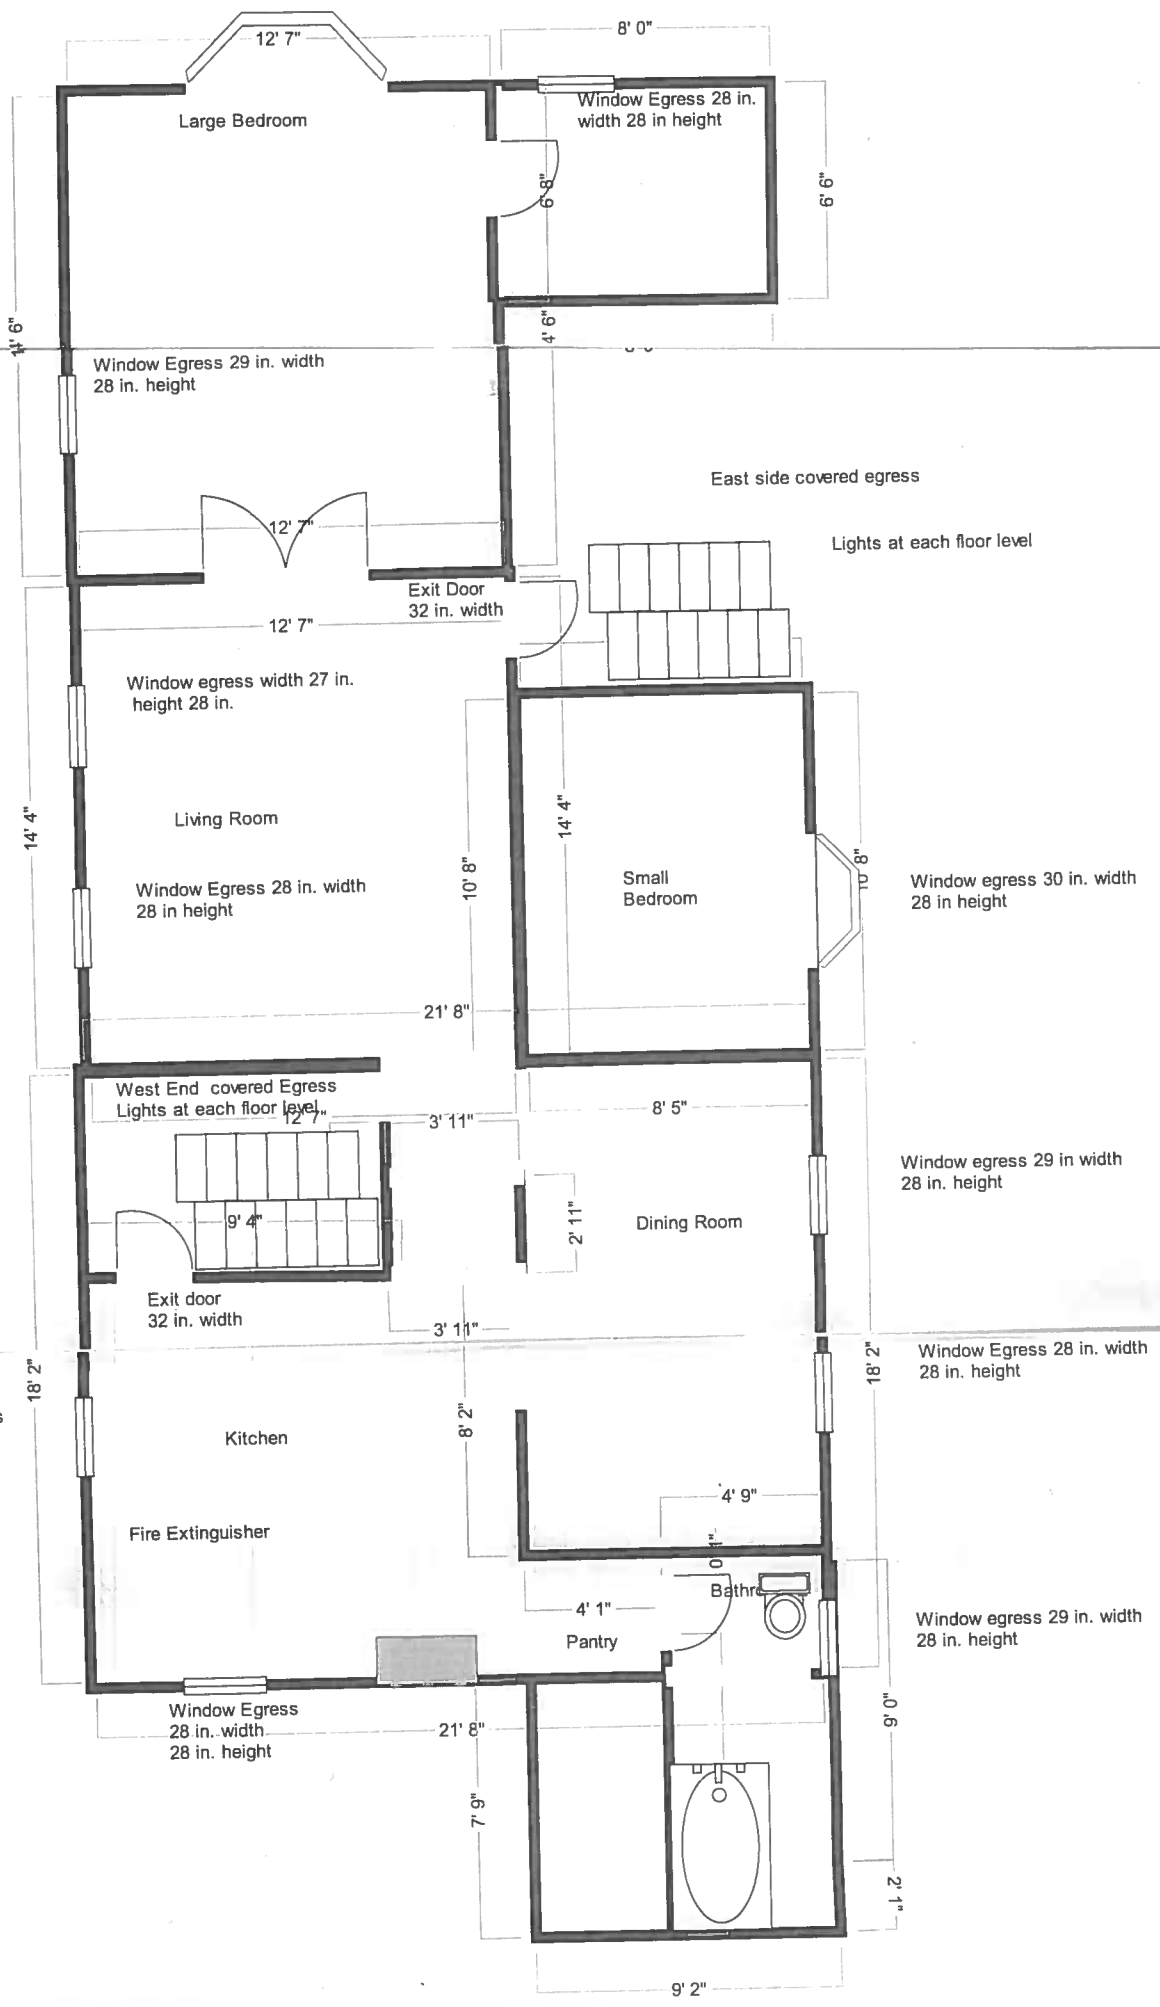 12' 7"
8' 0"
Window Egress 28 in.
width 28 in height
Large Bedroom
6' 8"
6' 6"
14' 6"
4' 6"
Window Egress 29 in. width
28 in. height
East side covered egress
12' 7"
Lights at each floor level
Exit Door
32 in. width
12' 7"
Window egress width 27 in.
height 28 in.
Living Room
14' 4"
14' 4"
10' 8"
10' 8"
Small
Bedroom
Window egress 30 in. width
28 in height
Window Egress 28 in. width
28 in height
21' 8"
West End covered Egress
Lights at each floor level
12' 7"
3' 11"
8' 5"
Window egress 29 in width
28 in. height
9' 4"
2' 11"
Dining Room
Exit door
32 in. width
3' 11"
Window Egress 28 in. width
28 in. height
18' 2"
18' 2"
8' 2"
Kitchen
4' 9"
Fire Extinguisher
Bathr
4' 1"
Pantry
Window egress 29 in. width
28 in. height
Window Egress
28 in. width
28 in. height
21' 8"
9' 0"
7' 9"
2' 1"
9' 2"